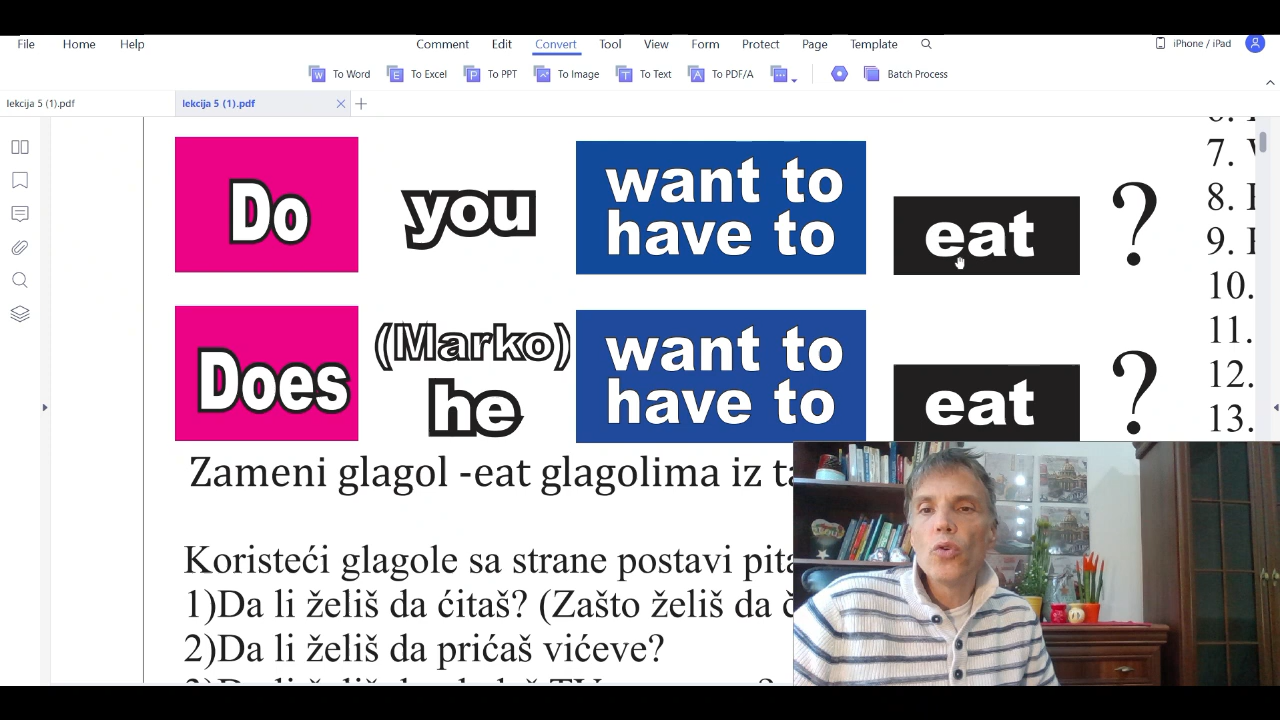 File Home Help Comment Edit Convert Tool View Form Protect Page Template iPhone / iPad
To Word To Excel To PPT To Image To Text To PDF/A Batch Process
lekcija 5 (1).pdf lekcija 5 (1).pdf
Do you want to have to eat ?
Does (Marko) he want to have to eat ?
7.
8.
9.
10.
11.
12.
13.
Zameni glagol -eat glagolima iz
Koristeći glagole sa strane postavi
1)Da li želiš da ćitaš? (Zašto želiš da
2)Da li želiš da prićaš vićeve?